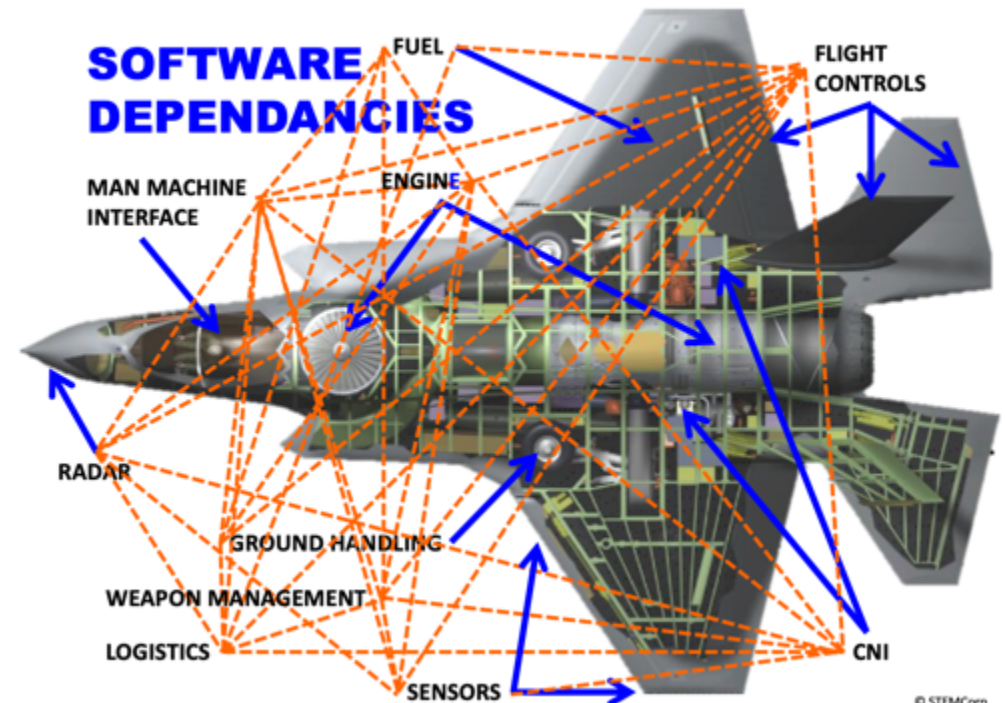 SOFTWARE
DEPENDANCIES
FUEL
FLIGHT
CONTROLS
MAN MACHINE
INTERFACE
ENGINE
RADAR
GROUND HANDLING
WEAPON MANAGEMENT
LOGISTICS
CNI
SENSORS
© STEMCorp